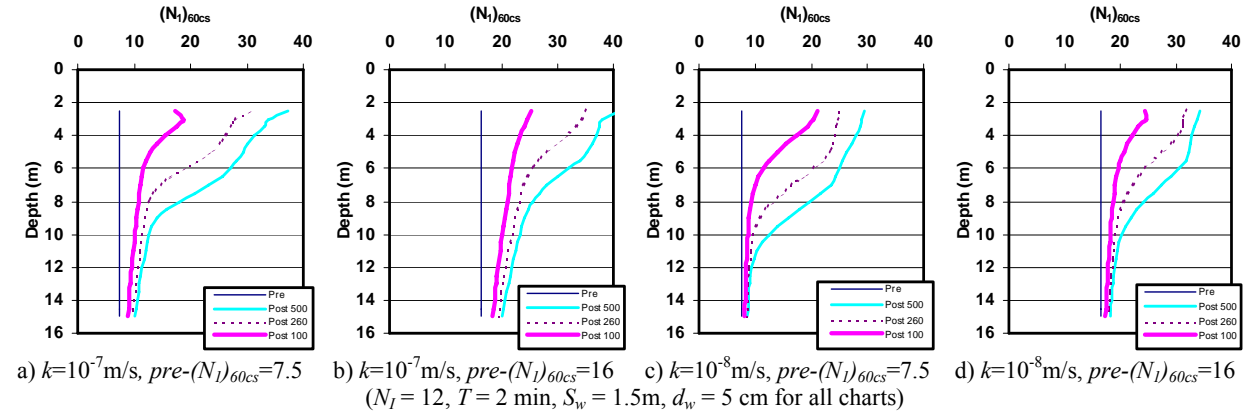 (N₁)₆₀cs (N₁)₆₀cs (N₁)₆₀cs (N₁)₆₀cs
0 10 20 30 40 0 10 20 30 40 0 10 20 30 40 0 10 20 30 40
0 0 0 0
2 2 2 2
4 4 4 4
6 6 6 6
8 8 8 8
10 10 10 10
12 12 12 12
14 14 14 14
16 16 16 16
Depth (m) Depth (m) Depth (m) Depth (m)
Pre Pre Pre Pre
Post 500 Post 500 Post 500 Post 500
Post 260 Post 260 Post 260 Post 260
Post 100 Post 100 Post 100 Post 100
a) k=10⁻⁷m/s, pre-(N₁)₆₀cs=7.5 b) k=10⁻⁷m/s, pre-(N₁)₆₀cs=16 c) k=10⁻⁸m/s, pre-(N₁)₆₀cs=7.5 d) k=10⁻⁸m/s, pre-(N₁)₆₀cs=16
(N_I = 12, T = 2 min, S_w = 1.5m, d_w = 5 cm for all charts)